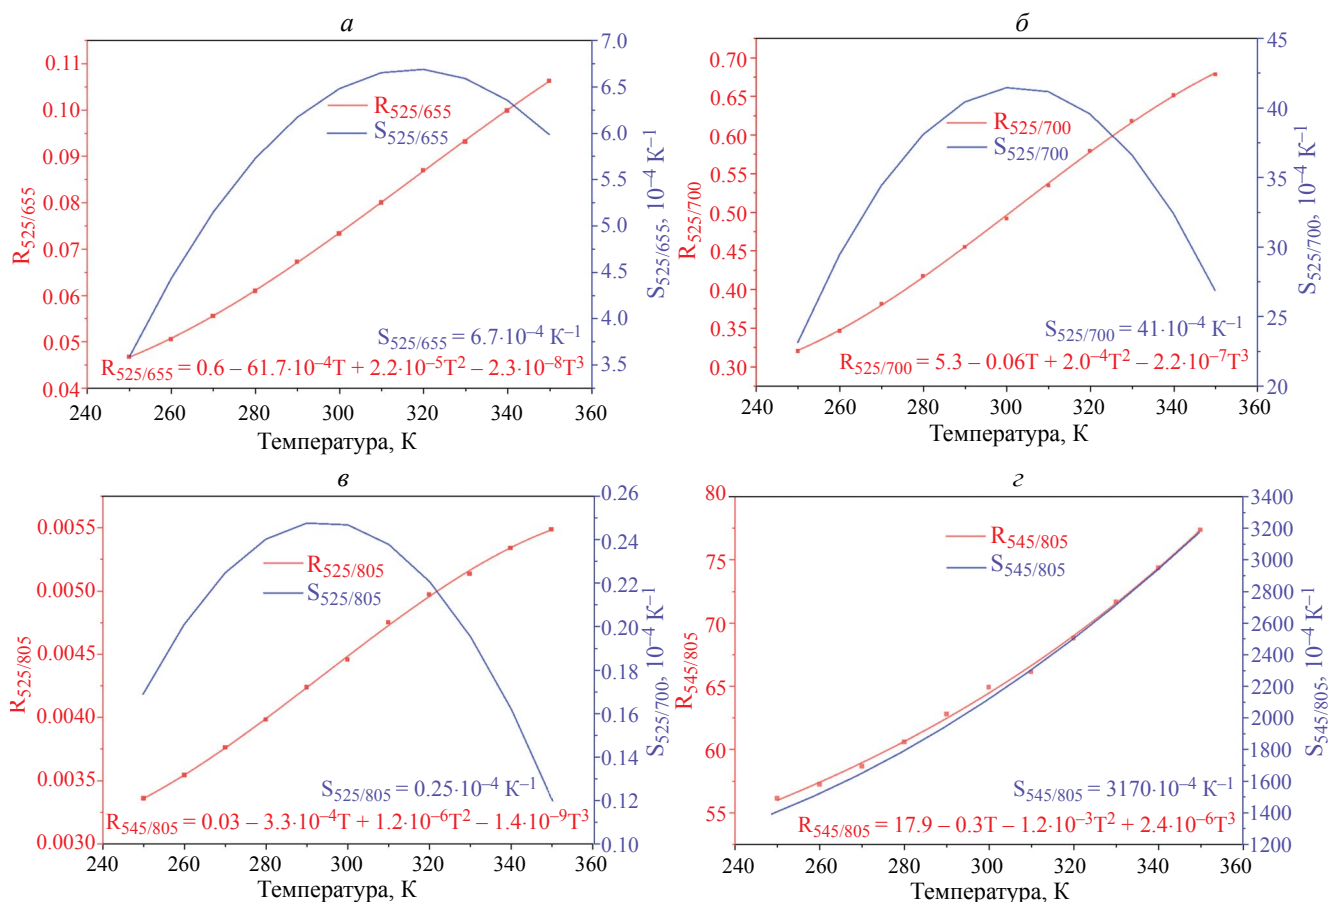 а
R525/655
0.11
0.10
0.09
0.08
0.07
0.06
0.05
0.04
7.0
6.5
6.0
5.5
5.0
4.5
4.0
3.5
S525/655, 10–4 К–1
R525/655
S525/655
S525/655 = 6.7·10–4 К–1
R525/655 = 0.6 – 61.7·10–4T + 2.2·10–5T2 – 2.3·10–8T3
240 260 280 300 320 340 360
Температура, К
б
R525/700
0.70
0.65
0.60
0.55
0.50
0.45
0.40
0.35
0.30
45
40
35
30
25
20
S525/700, 10–4 К–1
R525/700
S525/700
S525/700 = 41·10–4 К–1
R525/700 = 5.3 – 0.06T + 2.0–4T2 – 2.2·10–7T3
240 260 280 300 320 340 360
Температура, К
в
R525/805
0.0055
0.0050
0.0045
0.0040
0.0035
0.0030
0.26
0.24
0.22
0.20
0.18
0.16
0.14
0.12
0.10
S525/700, 10–4 К–1
R525/805
S525/805
S525/805 = 0.25·10–4 К–1
R545/805 = 0.03 – 3.3·10–4T + 1.2·10–6T2 – 1.4·10–9T3
240 260 280 300 320 340 360
Температура, К
г
R545/805
80
75
70
65
60
55
3400
3200
3000
2800
2600
2400
2200
2000
1800
1600
1400
1200
S545/805, 10–4 К–1
R545/805
S545/805
S545/805 = 3170·10–4 К–1
R545/805 = 17.9 – 0.3T – 1.2·10–3T2 + 2.4·10–6T3
240 260 280 300 320 340 360
Температура, К